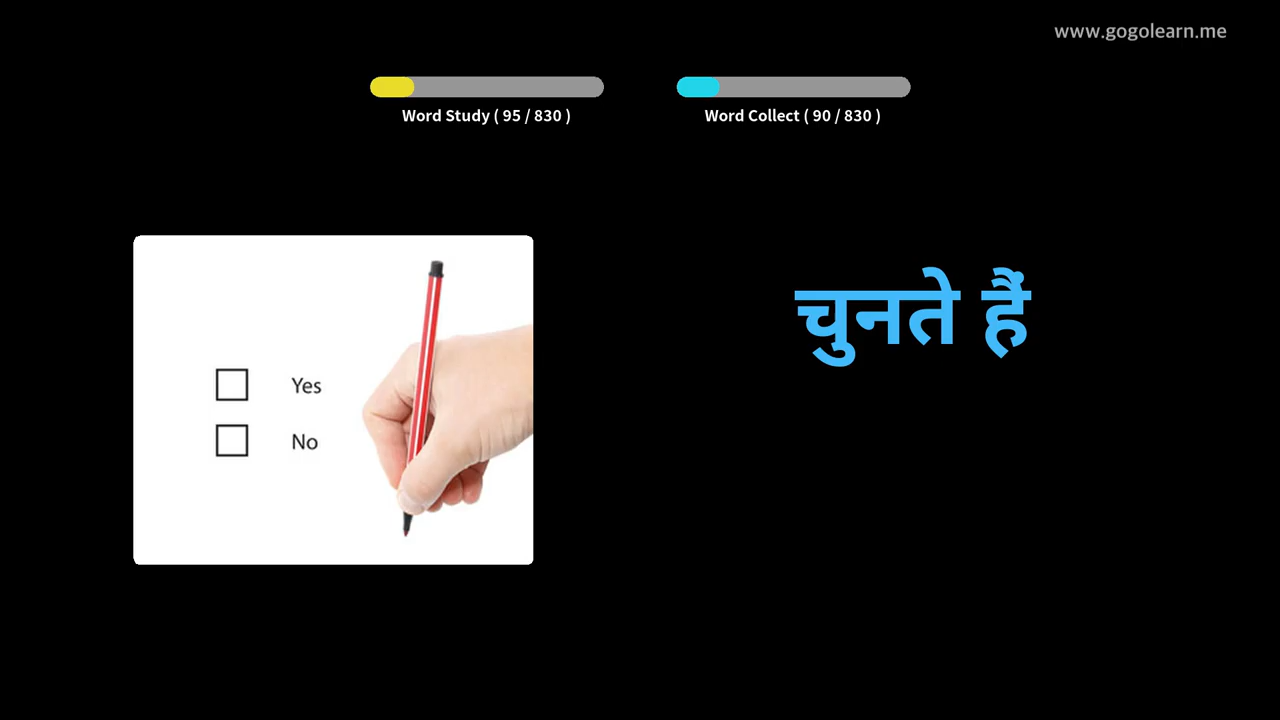 www.gogolearn.me
Word Study ( 95 / 830 )
Word Collect ( 90 / 830 )
Yes
No
चुनते हैं